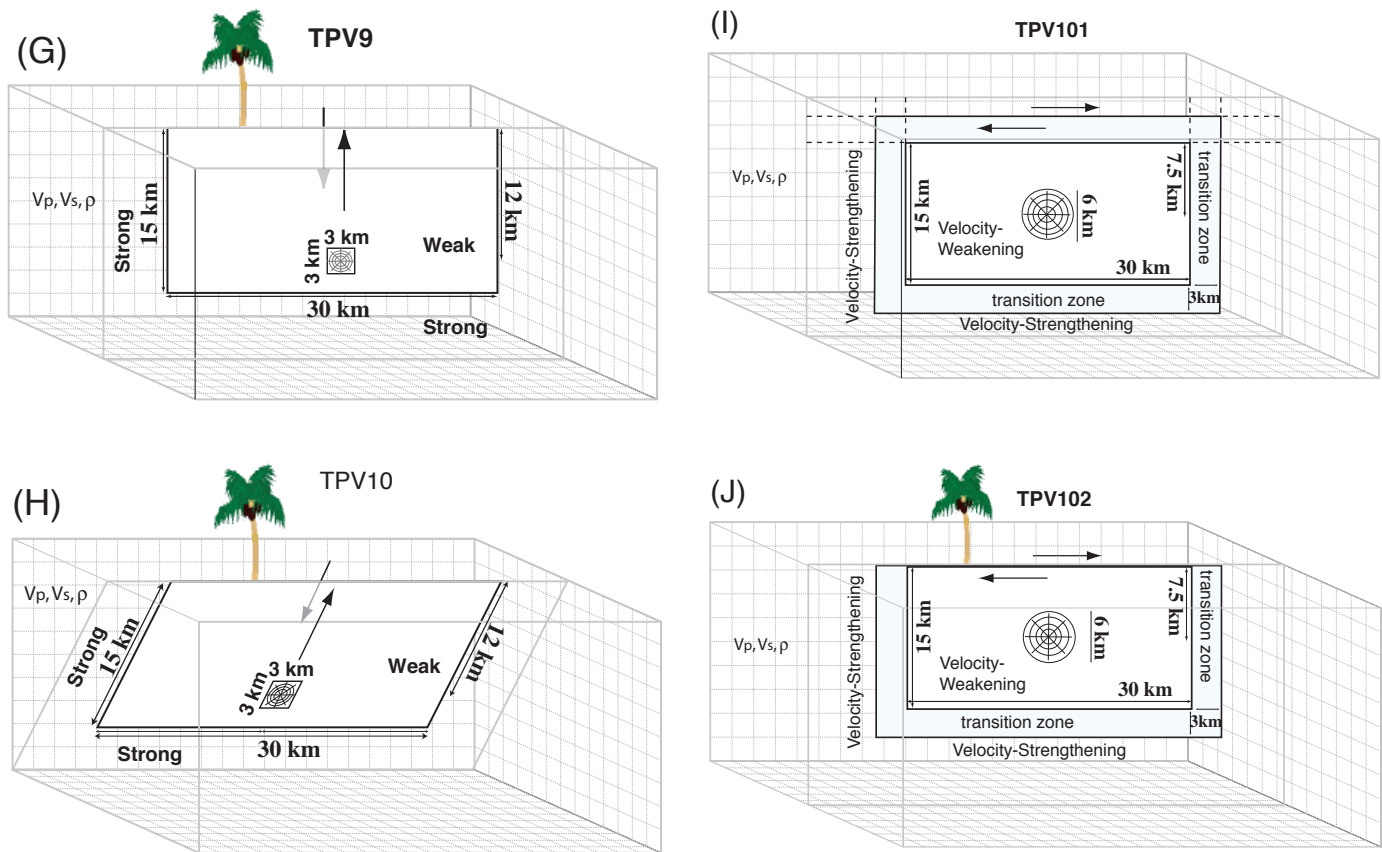 (G)
TPV9
Vp, Vs, ρ
Strong
15 km
12 km
3 km
3 km
Weak
30 km
Strong
(I)
TPV101
Vp, Vs, ρ
Velocity-Strengthening
15 km
Velocity-
Weakening
6 km
7.5 km
transition zone
30 km
transition zone
3km
Velocity-Strengthening
(H)
TPV10
Vp, Vs, ρ
Strong
15 km
12 km
3 km
3 km
Weak
30 km
Strong
(J)
TPV102
Vp, Vs, ρ
Velocity-Strengthening
15 km
Velocity-
Weakening
6 km
7.5 km
transition zone
30 km
transition zone
3km
Velocity-Strengthening